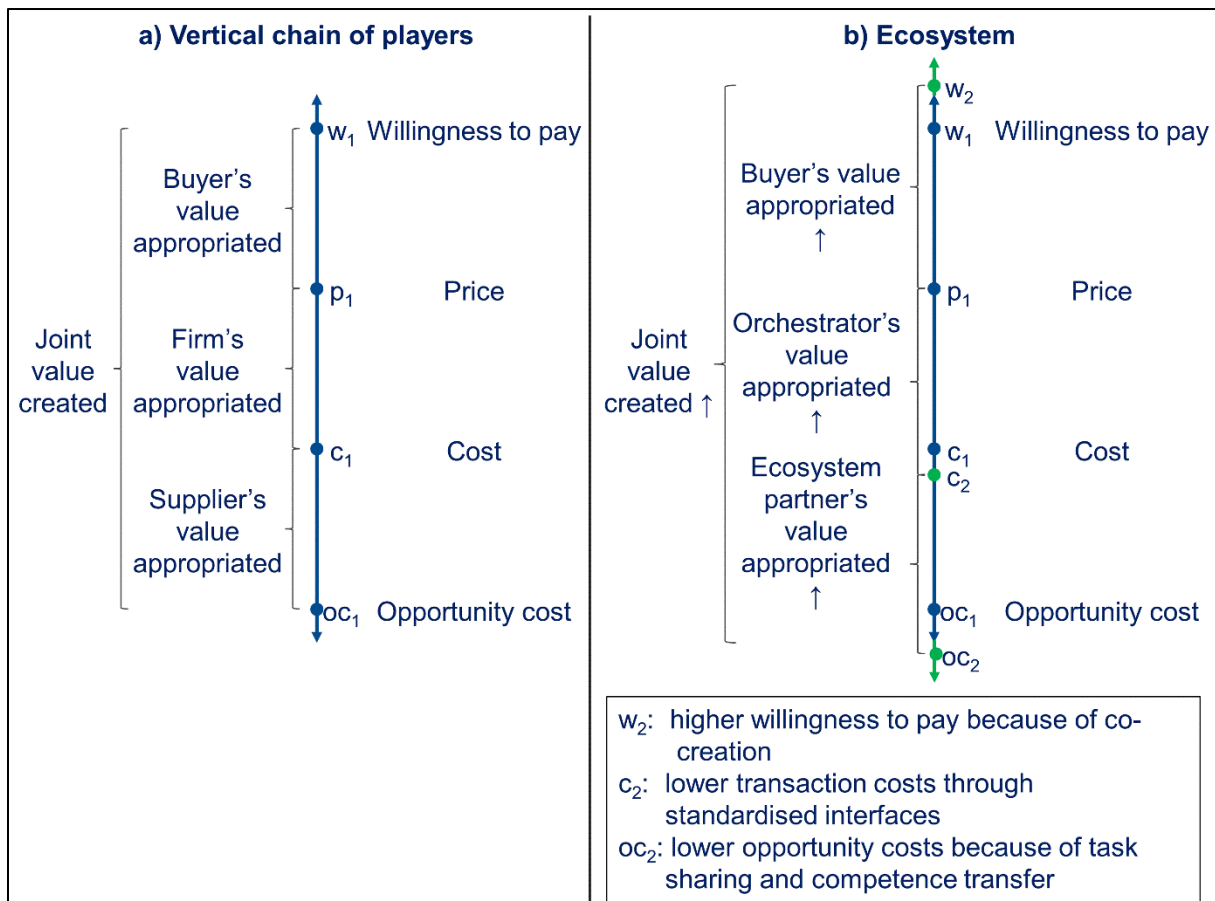 a) Vertical chain of players
w₁ Willingness to pay
Buyer’s
value
appropriated
p₁ Price
Joint
value
created
Firm’s
value
appropriated
c₁ Cost
Supplier’s
value
appropriated
oc₁ Opportunity cost
b) Ecosystem
w₂
w₁ Willingness to pay
Buyer’s value
appropriated
↑
p₁ Price
Joint
value
created ↑
Orchestrator’s
value
appropriated
↑
c₁ Cost
c₂
Ecosystem
partner’s
value
appropriated
↑
oc₁ Opportunity cost
oc₂
w₂: higher willingness to pay because of co-
creation
c₂: lower transaction costs through
standardised interfaces
oc₂: lower opportunity costs because of task
sharing and competence transfer